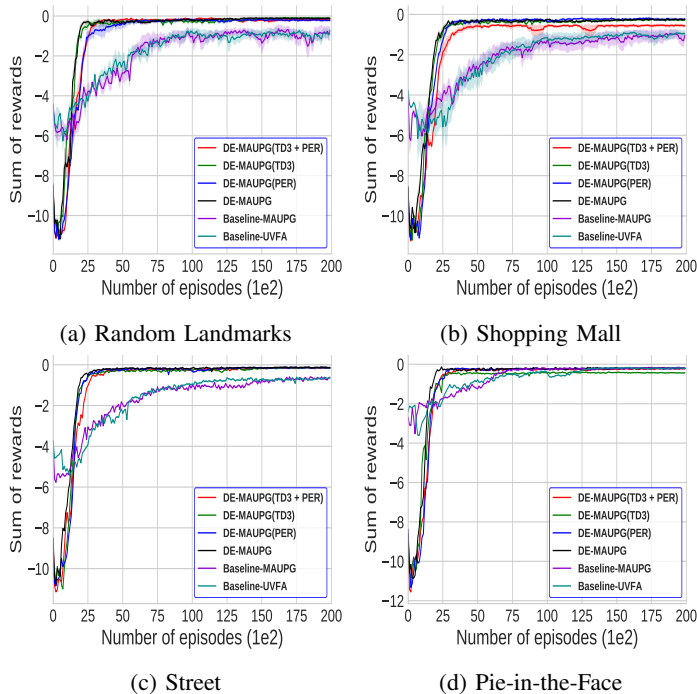 0
−2
−4
−6
−8
−10
Sum of rewards
DE-MAUPG(TD3 + PER)
DE-MAUPG(TD3)
DE-MAUPG(PER)
DE-MAUPG
Baseline-MAUPG
Baseline-UVFA
0 25 50 75 100 125 150 175 200
Number of episodes (1e2)
(a) Random Landmarks
2
0
−2
−4
−6
−8
−10
Sum of rewards
DE-MAUPG(TD3 + PER)
DE-MAUPG(TD3)
DE-MAUPG(PER)
DE-MAUPG
Baseline-MAUPG
Baseline-UVFA
0 25 50 75 100 125 150 175 200
Number of episodes (1e2)
(b) Shopping Mall
0
−2
−4
−6
−8
−10
Sum of rewards
DE-MAUPG(TD3 + PER)
DE-MAUPG(TD3)
DE-MAUPG(PER)
DE-MAUPG
Baseline-MAUPG
Baseline-UVFA
0 25 50 75 100 125 150 175 200
Number of episodes (1e2)
(c) Street
0
−2
−4
−6
−8
−10
−12
Sum of rewards
DE-MAUPG(TD3 + PER)
DE-MAUPG(TD3)
DE-MAUPG(PER)
DE-MAUPG
Baseline-MAUPG
Baseline-UVFA
0 25 50 75 100 125 150 175 200
Number of episodes (1e2)
(d) Pie-in-the-Face